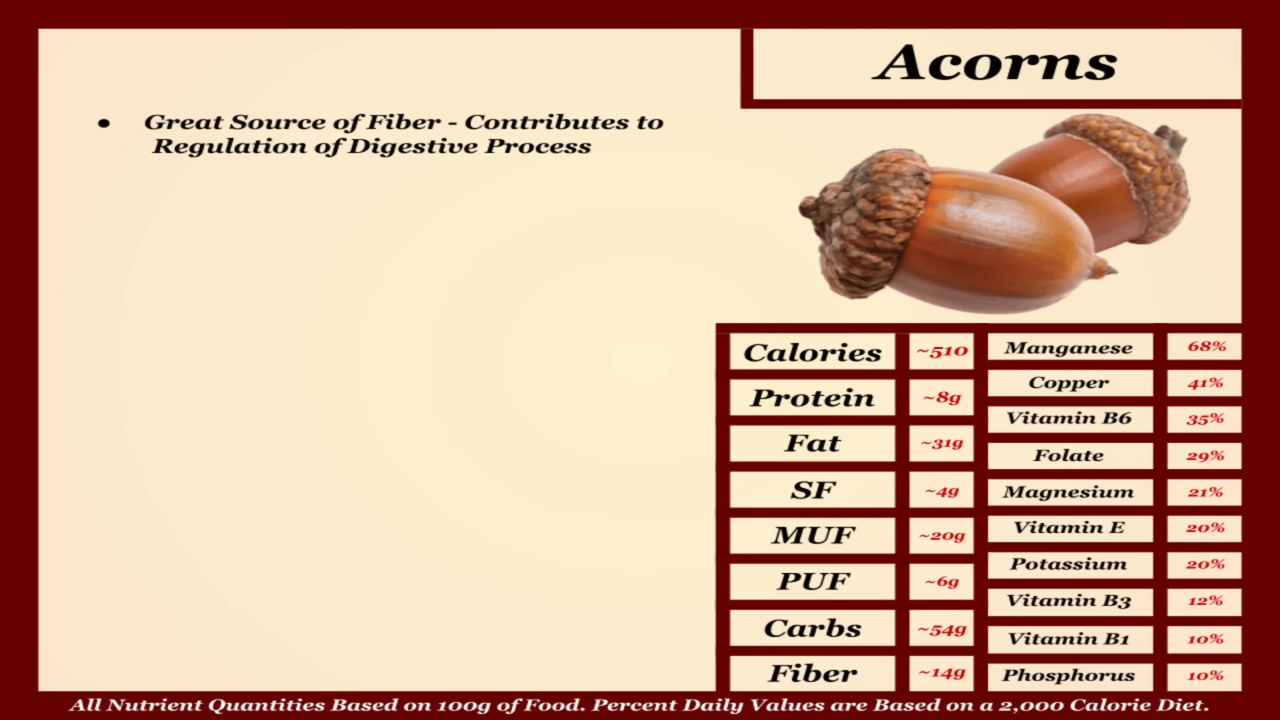 Acorns
● Great Source of Fiber - Contributes to
Regulation of Digestive Process
Calories ~510
Protein ~8g
Fat ~31g
SF ~4g
MUF ~20g
PUF ~6g
Carbs ~54g
Fiber ~14g
Manganese 68%
Copper 41%
Vitamin B6 35%
Folate 29%
Magnesium 21%
Vitamin E 20%
Potassium 20%
Vitamin B3 12%
Vitamin B1 10%
Phosphorus 10%
All Nutrient Quantities Based on 100g of Food. Percent Daily Values are Based on a 2,000 Calorie Diet.